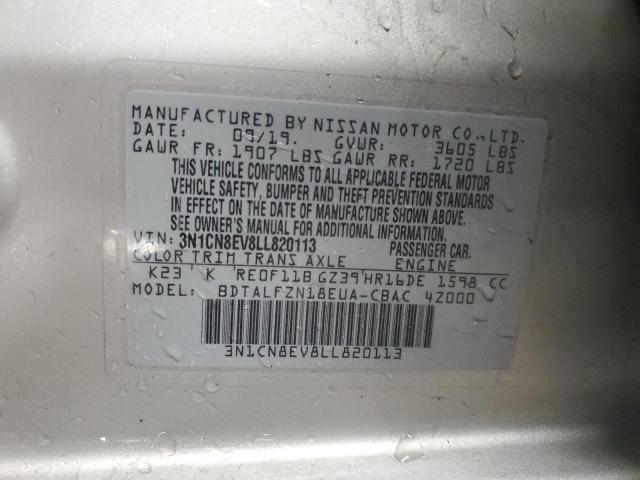 MANUFACTURED BY NISSAN MOTOR CO.,LTD.
DATE: 09/19. GVWR: 3605 LBS
GAWR FR: 1907 LBS GAWR RR: 1720 LBS
THIS VEHICLE CONFORMS TO ALL APPLICABLE FEDERAL MOTOR
VEHICLE SAFETY, BUMPER AND THEFT PREVENTION STANDARDS
IN EFFECT ON THE DATE OF MANUFACTURE SHOWN ABOVE.
SEE OWNER'S MANUAL FOR ADDITIONAL INFORMATION.
VIN: 3N1CN8EV8LL820113 PASSENGER CAR.
COLOR TRIM TRANS AXLE ENGINE
K23 K RE0F11B GZ39 HR16DE 1598 CC
MODEL: BDTALFZN18EUA-CBAC 4Z000
3N1CN8EV8LL820113